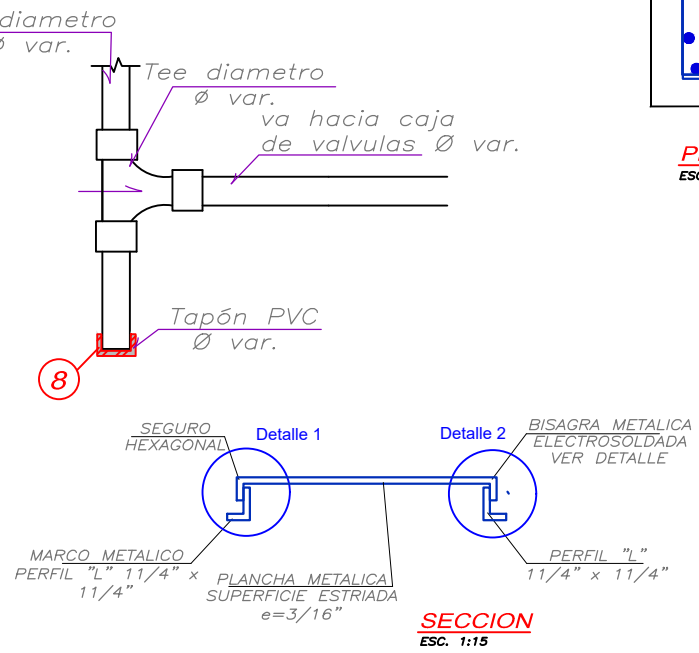 diametro
Ø var.
Tee diametro
Ø var.
va hacia caja
de valvulas Ø var.
Tapón PVC
Ø var.
8
SEGURO
HEXAGONAL
Detalle 1
Detalle 2
BISAGRA METALICA
ELECTROSOLDADA
VER DETALLE
MARCO METALICO
PERFIL "L" 11/4" x
11/4"
PLANCHA METALICA
SUPERFICIE ESTRIADA
e=3/16"
PERFIL "L"
11/4" x 11/4"
SECCION
ESC. 1:15